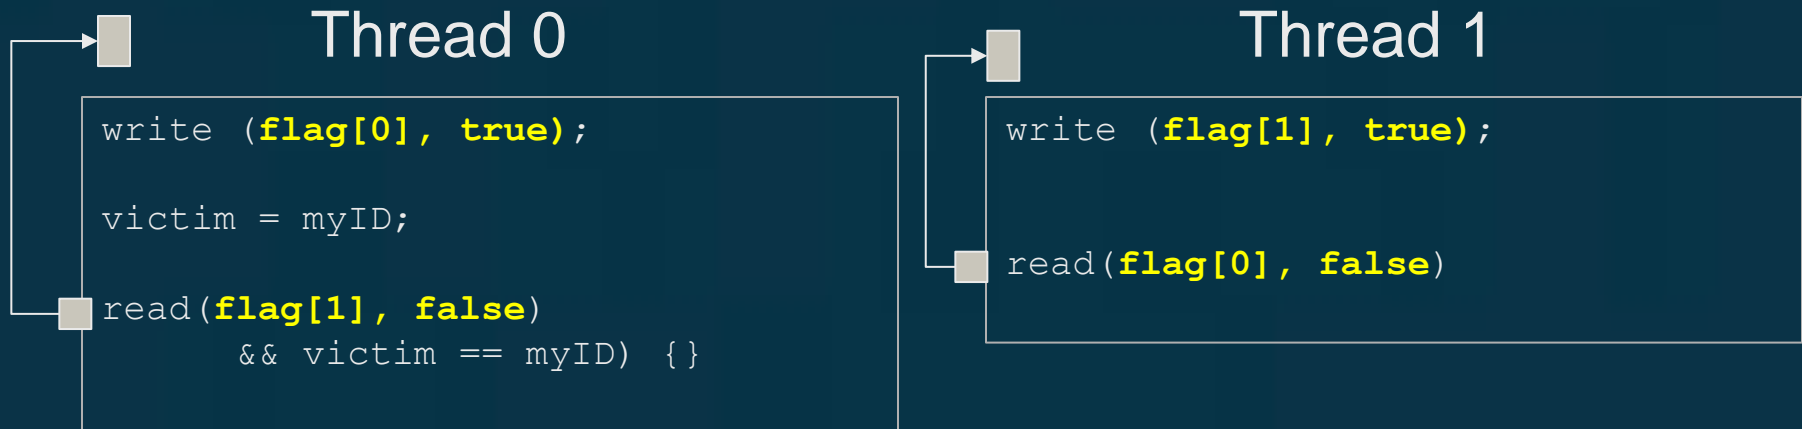 Thread 0
write (flag[0], true);
victim = myID;
read(flag[1], false)
&& victim == myID) {}
Thread 1
write (flag[1], true);
read(flag[0], false)